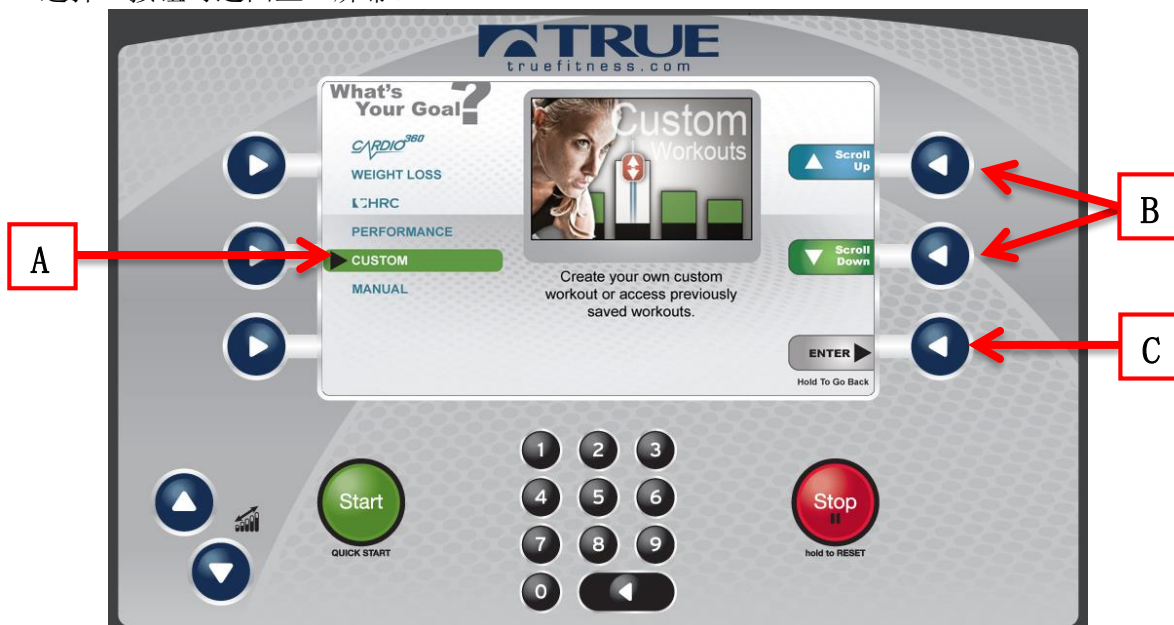 TRUE
truefitness.com
What's
Your Goal?
CARDIO360
WEIGHT LOSS
HRC
PERFORMANCE
CUSTOM
MANUAL
Custom
Workouts
Create your own custom
workout or access previously
saved workouts.
Scroll
Up
Scroll
Down
ENTER
Hold To Go Back
A
B
C
Start
QUICK START
1 2 3
4 5 6
7 8 9
0
Stop
hold to RESET